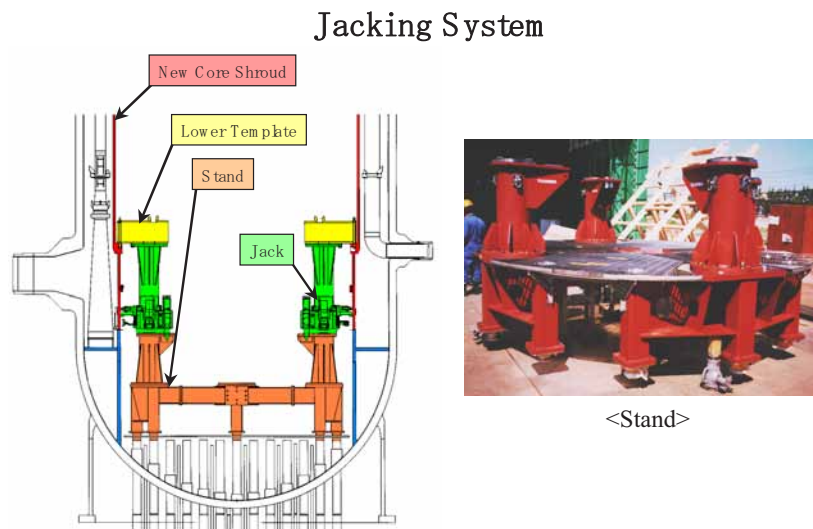 Jacking System
New Core Shroud
Lower Template
Stand
Jack
<Stand>